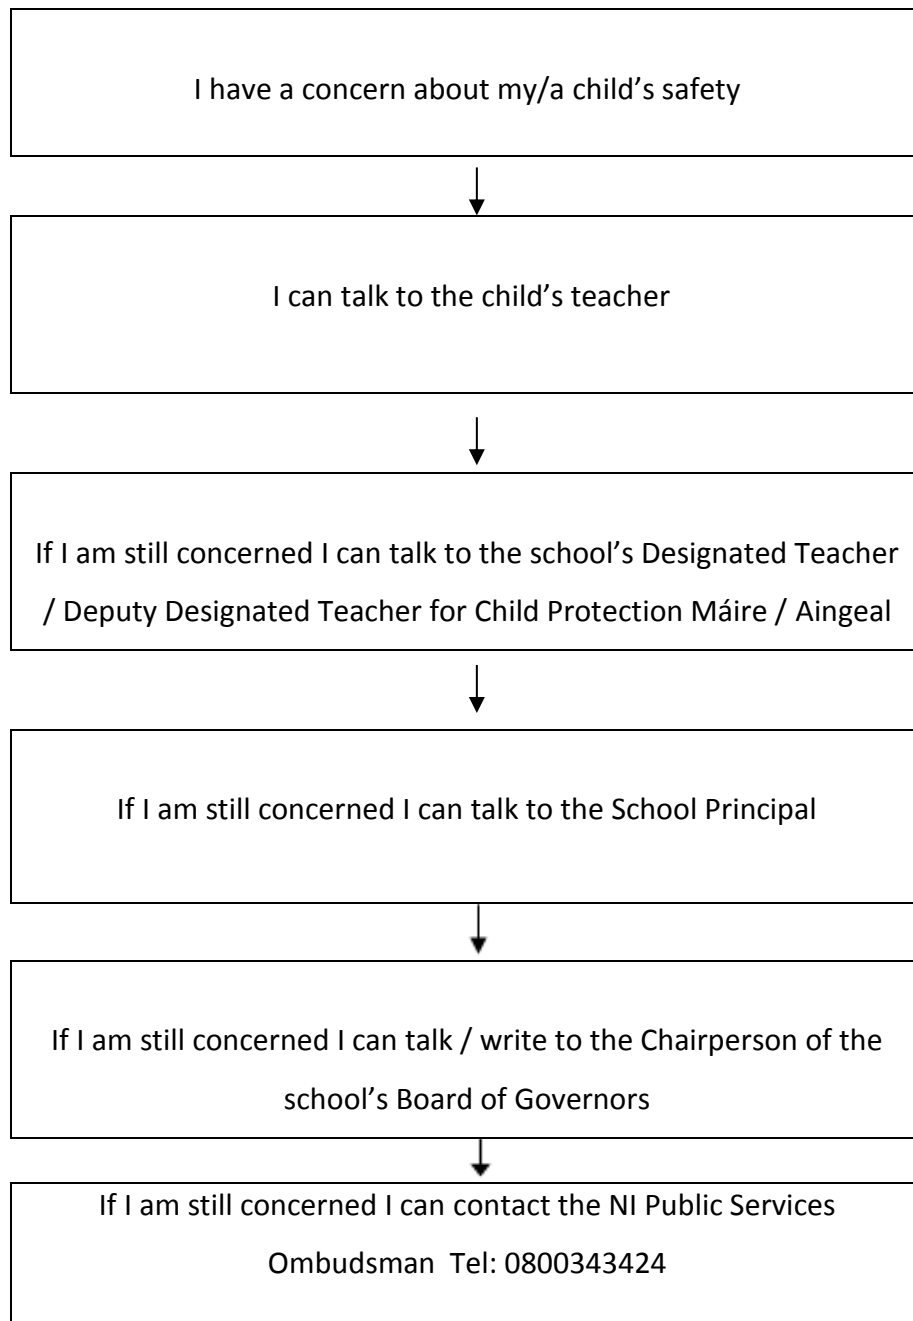 I have a concern about my/a child’s safety
I can talk to the child’s teacher
If I am still concerned I can talk to the school’s Designated Teacher
/ Deputy Designated Teacher for Child Protection Máire / Aingeal
If I am still concerned I can talk to the School Principal
If I am still concerned I can talk / write to the Chairperson of the
school’s Board of Governors
If I am still concerned I can contact the NI Public Services
Ombudsman Tel: 0800343424